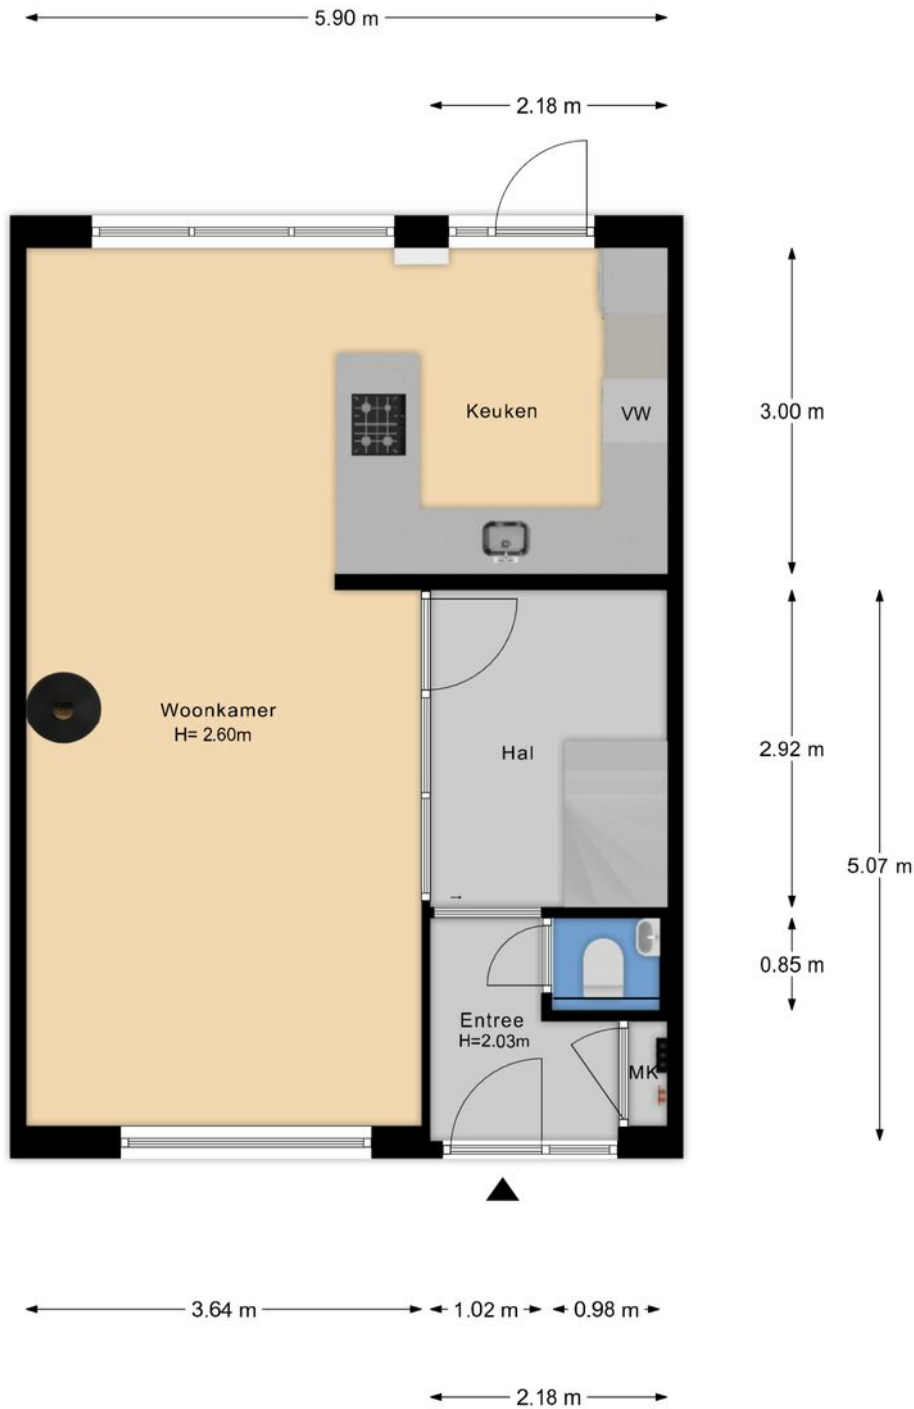 5.90 m
2.18 m
Keuken
VW
3.00 m
Woonkamer
H= 2.60m
Hal
2.92 m
5.07 m
0.85 m
Entree
H=2.03m
MK
3.64 m
1.02 m
0.98 m
2.18 m